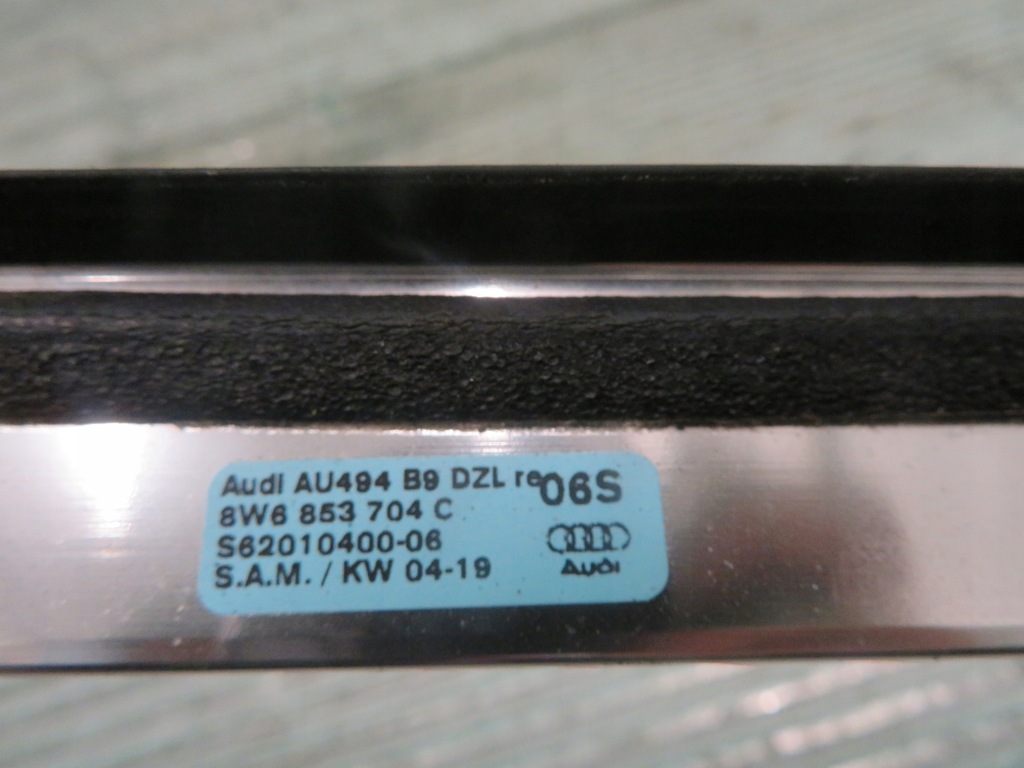 Audi AU494 B9 DZL re 06S
8W6 853 704 C
S62010400-06
S.A.M. / KW 04-19
Audi